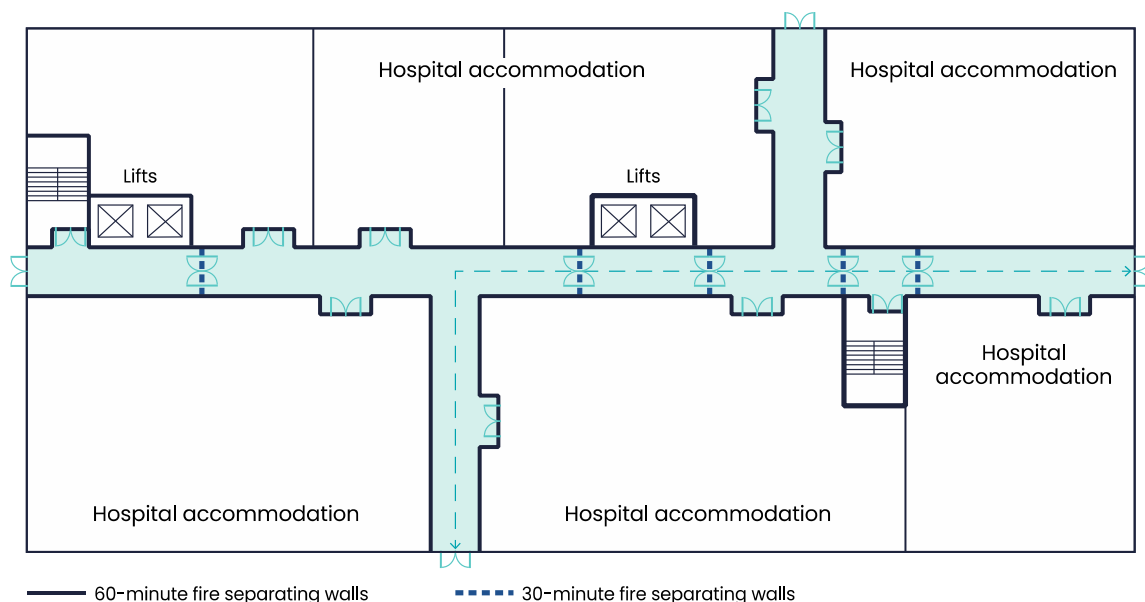 Hospital accommodation
Hospital accommodation
Lifts
Lifts
Hospital
accommodation
Hospital accommodation
Hospital accommodation
60-minute fire separating walls
30-minute fire separating walls